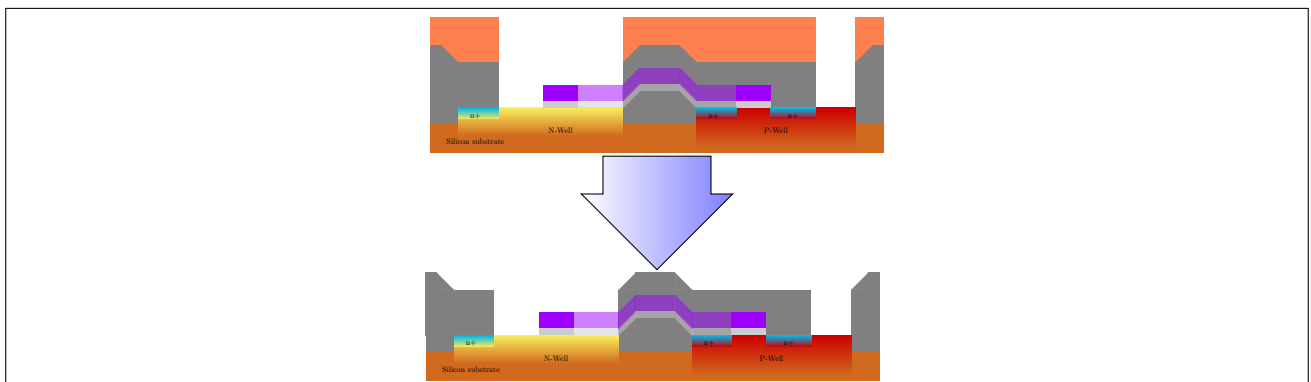 n+
n+
n+
N-Well
P-Well
Silicon substrate
n+
n+
n+
N-Well
P-Well
Silicon substrate